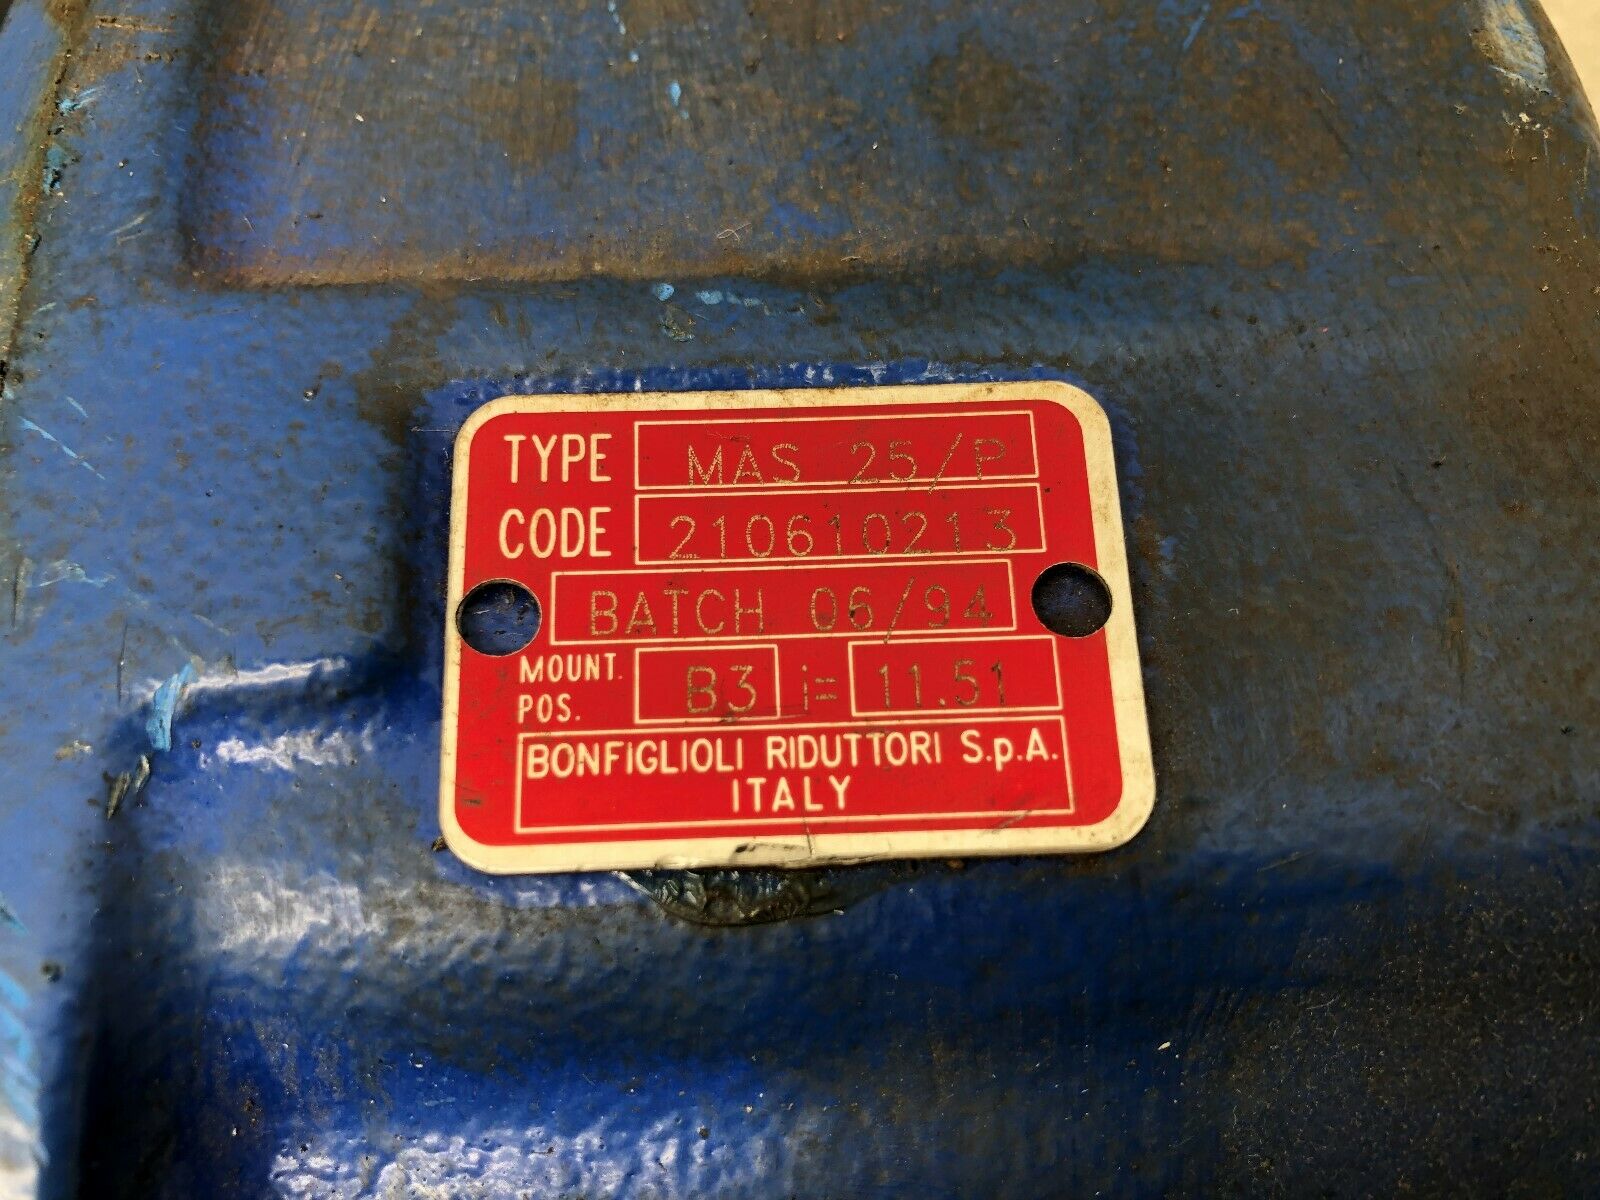 TYPE MAS 25/P
CODE 210610213
BATCH 06/94
MOUNT. POS. B3 i= 11.51
BONFIGLIOLI RIDUTTORI S.p.A.
ITALY